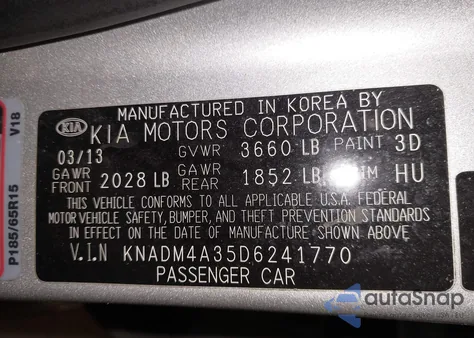 MANUFACTURED IN KOREA BY
KIA KIA MOTORS CORPORATION
03/13 GVWR 3660 LB PAINT 3D
GAWR FRONT 2028 LB GAWR REAR 1852 LB HU
THIS VEHICLE CONFORMS TO ALL APPLICABLE U.S.A. FEDERAL
MOTOR VEHICLE SAFETY, BUMPER, AND THEFT PREVENTION STANDARDS
IN EFFECT ON THE DATE OF MANUFACTURE SHOWN ABOVE
V.I.N KNADM4A35D6241770
PASSENGER CAR
P185/65R15 V18
autoSnap